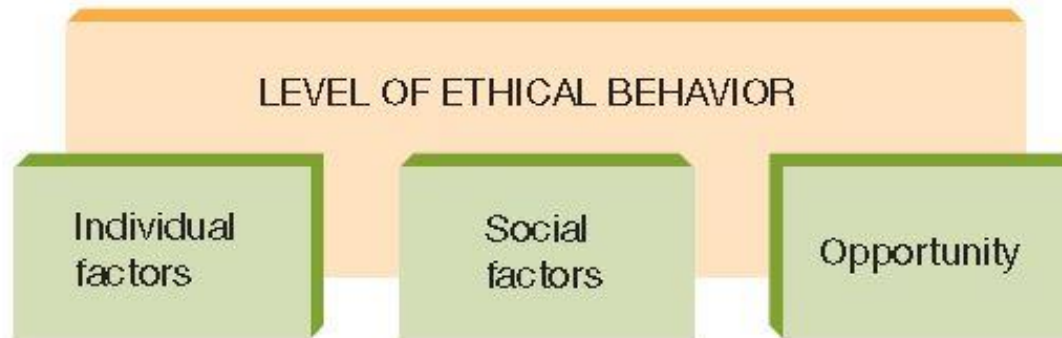 LEVEL OF ETHICAL BEHAVIOR
Individual
factors
Social
factors
Opportunity